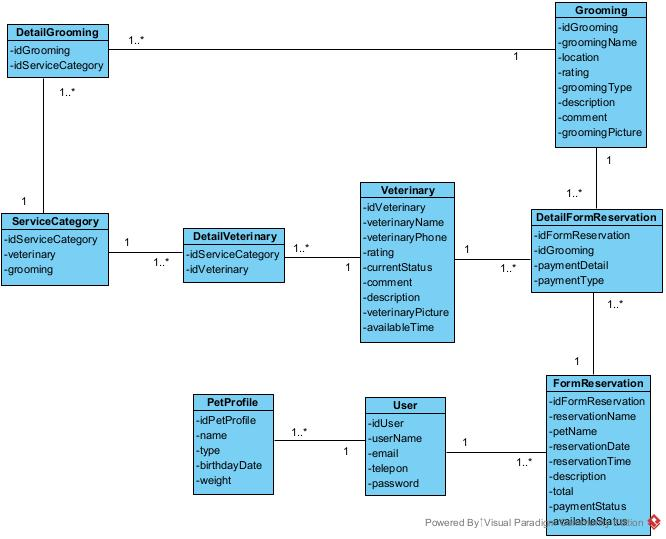 DetailGrooming
-idGrooming
-idServiceCategory
1..*
1
1..*
1
Grooming
-idGrooming
-groomingName
-location
-rating
-groomingType
-description
-comment
-groomingPicture
1
1..*
ServiceCategory
-idServiceCategory
-veterinary
-grooming
1
1..*
DetailVeterinary
-idServiceCategory
-idVeterinary
1..*
1
Veterinary
-idVeterinary
-veterinaryName
-veterinaryPhone
-rating
-currentStatus
-comment
-description
-veterinaryPicture
-availableTime
1
1..*
DetailFormReservation
-idFormReservation
-idGrooming
-paymentDetail
-paymentType
1..*
1
PetProfile
-idPetProfile
-name
-type
-birthdayDate
-weight
1..*
1
User
-idUser
-userName
-email
-telepon
-password
1
1..*
FormReservation
-idFormReservation
-reservationName
-petName
-reservationDate
-reservationTime
-description
-total
-paymentStatus
-availableStatus
Powered By Visual Paradigm Community Edition